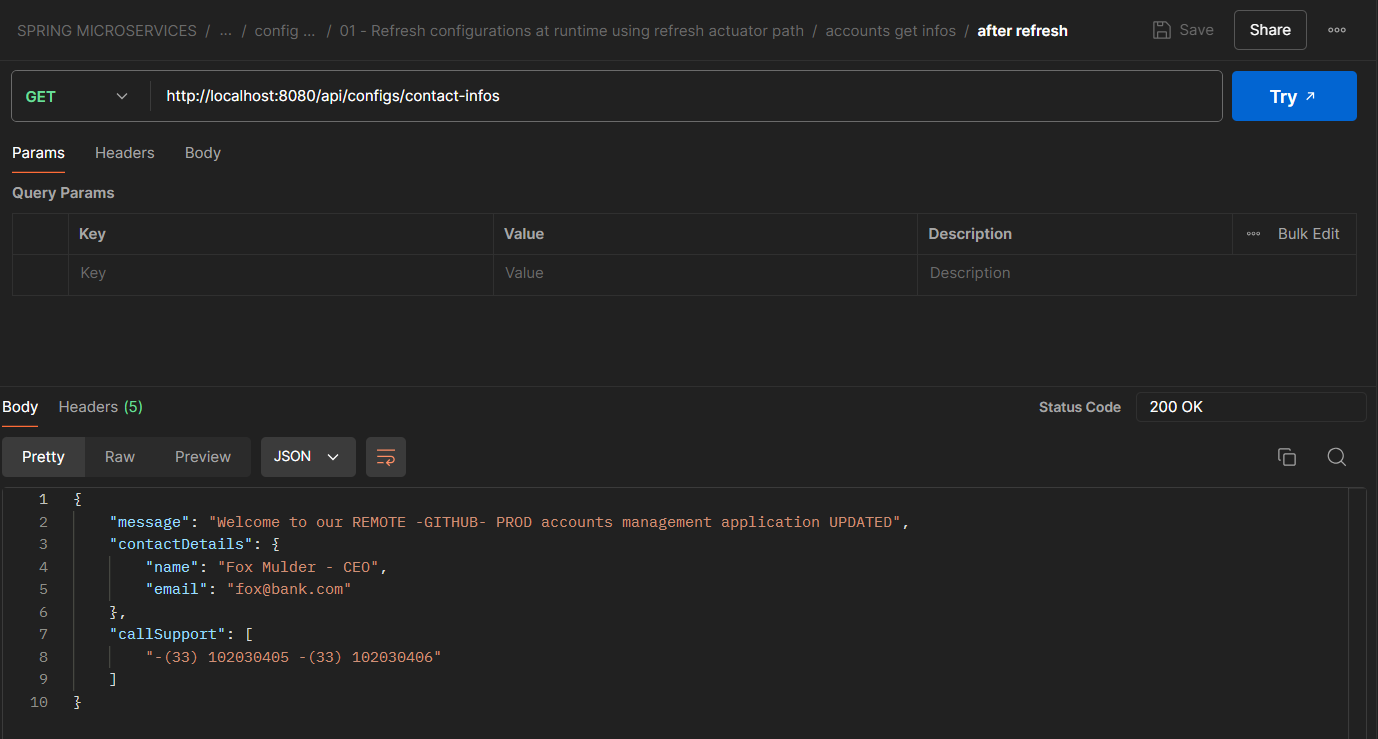 SPRING MICROSERVICES / ... / config ... / 01 - Refresh configurations at runtime using refresh actuator path / accounts get infos / after refresh Save Share
GET http://localhost:8080/api/configs/contact-infos Try ↗
Params Headers Body
Query Params
Key Value Description Bulk Edit
Key Value Description
Body Headers (5) Status Code 200 OK
Pretty Raw Preview JSON
1 {
2 "message": "Welcome to our REMOTE -GITHUB- PROD accounts management application UPDATED",
3 "contactDetails": {
4 "name": "Fox Mulder - CEO",
5 "email": "fox@bank.com"
6 },
7 "callSupport": [
8 "-(33) 102030405 -(33) 102030406"
9 ]
10 }